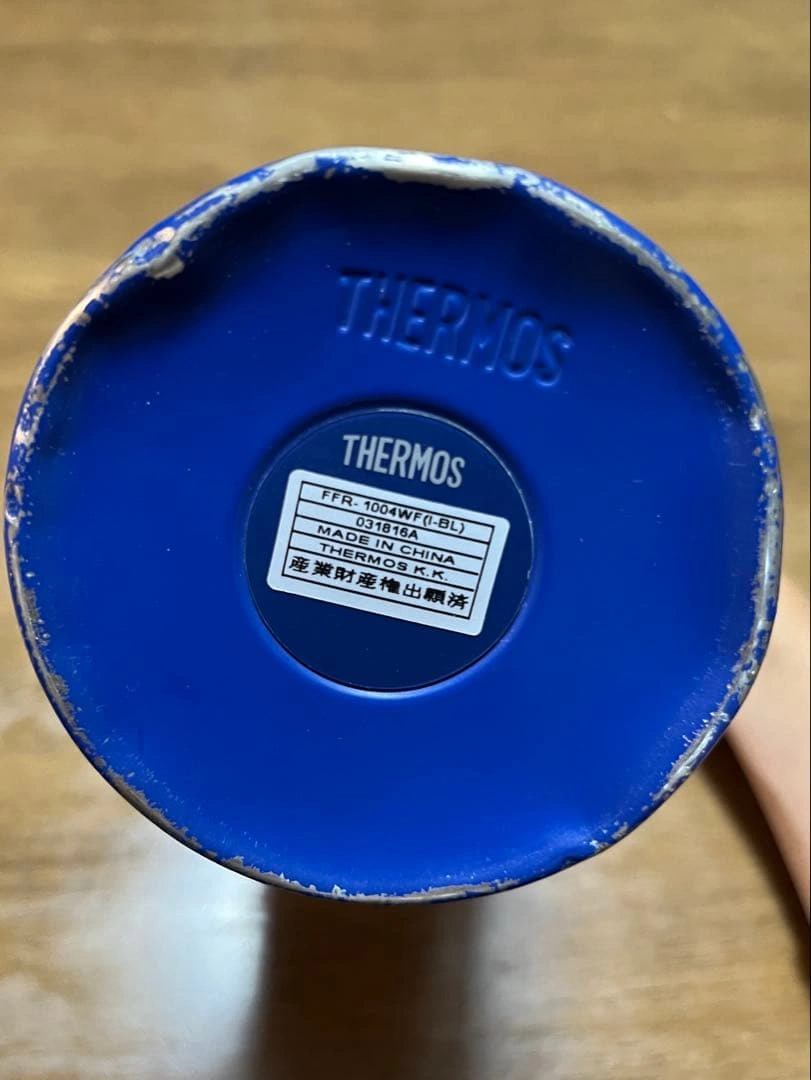 THERMOS
THERMOS
FFR-1004WF(I-BL)
031816A
MADE IN CHINA
THERMOS K.K.
産業財産権出願済